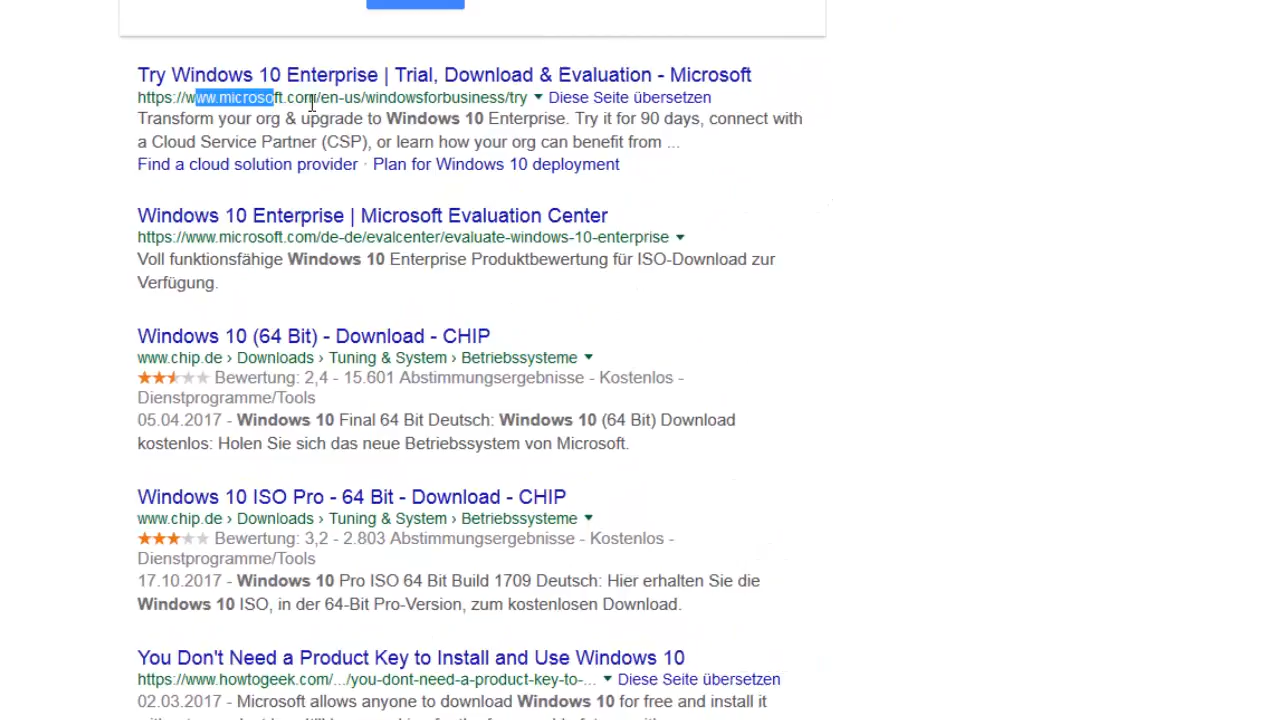 Try Windows 10 Enterprise | Trial, Download & Evaluation - Microsoft
https://www.microsoft.com/en-us/windowsforbusiness/try ▼ Diese Seite übersetzen
Transform your org & upgrade to Windows 10 Enterprise. Try it for 90 days, connect with
a Cloud Service Partner (CSP), or learn how your org can benefit from ...
Find a cloud solution provider · Plan for Windows 10 deployment
Windows 10 Enterprise | Microsoft Evaluation Center
https://www.microsoft.com/de-de/evalcenter/evaluate-windows-10-enterprise ▼
Voll funktionsfähige Windows 10 Enterprise Produktbewertung für ISO-Download zur
Verfügung.
Windows 10 (64 Bit) - Download - CHIP
www.chip.de › Downloads › Tuning & System › Betriebssysteme ▼
Bewertung: 2,4 - 15.601 Abstimmungsergebnisse - Kostenlos -
Dienstprogramme/Tools
05.04.2017 - Windows 10 Final 64 Bit Deutsch: Windows 10 (64 Bit) Download
kostenlos: Holen Sie sich das neue Betriebssystem von Microsoft.
Windows 10 ISO Pro - 64 Bit - Download - CHIP
www.chip.de › Downloads › Tuning & System › Betriebssysteme ▼
Bewertung: 3,2 - 2.803 Abstimmungsergebnisse - Kostenlos -
Dienstprogramme/Tools
17.10.2017 - Windows 10 Pro ISO 64 Bit Build 1709 Deutsch: Hier erhalten Sie die
Windows 10 ISO, in der 64-Bit Pro-Version, zum kostenlosen Download.
You Don't Need a Product Key to Install and Use Windows 10
https://www.howtogeek.com/.../you-dont-need-a-product-key-to-... ▼ Diese Seite übersetzen
02.03.2017 - Microsoft allows anyone to download Windows 10 for free and install it